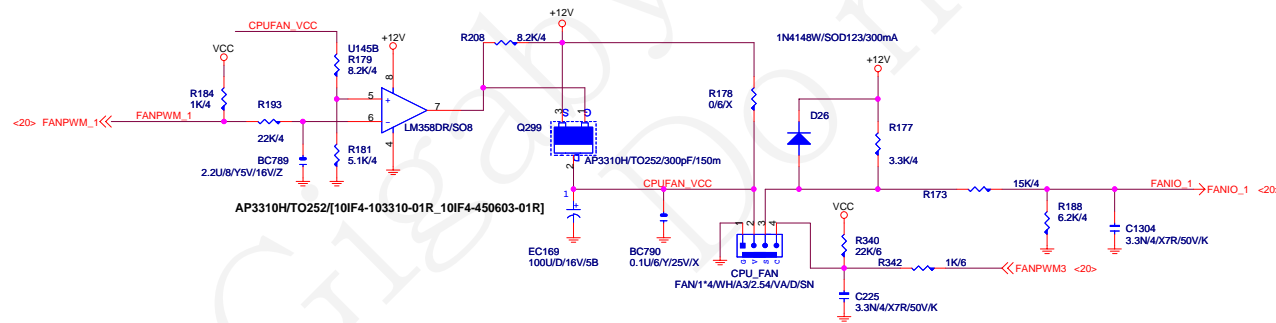 CPUFAN_VCC
+12V
+12V
VCC
U145B
R179
8.2K/4
R208
8.2K/4
1N4148W/SOD123/300mA
+12V
R184
1K/4
8
5
+
7
6
-
4
LM358DR/SO8
<20> FANPWM_1
FANPWM_1
R193
22K/4
BC789
2.2U/8/Y5V/16V/Z
R181
5.1K/4
S
G
3
1
Q299
D
2
AP3310H/TO252/300pF/150m
R178
0/6/X
D26
R177
3.3K/4
AP3310H/TO252/[10IF4-103310-01R_10IF4-450603-01R]
CPUFAN_VCC
1
+
EC169
100U/D/16V/5B
BC790
0.1U/6/Y/25V/X
1
2
3
4
G
V
S
C
CPU_FAN
FAN/1*4/WH/A3/2.54/VA/D/SN
R173
15K/4
FANIO_1
FANIO_1 <20>
R188
6.2K/4
C1304
3.3N/4/X7R/50V/K
VCC
R340
22K/6
R342
1K/6
FANPWM3 <20>
C225
3.3N/4/X7R/50V/K
Gigaby
Do n